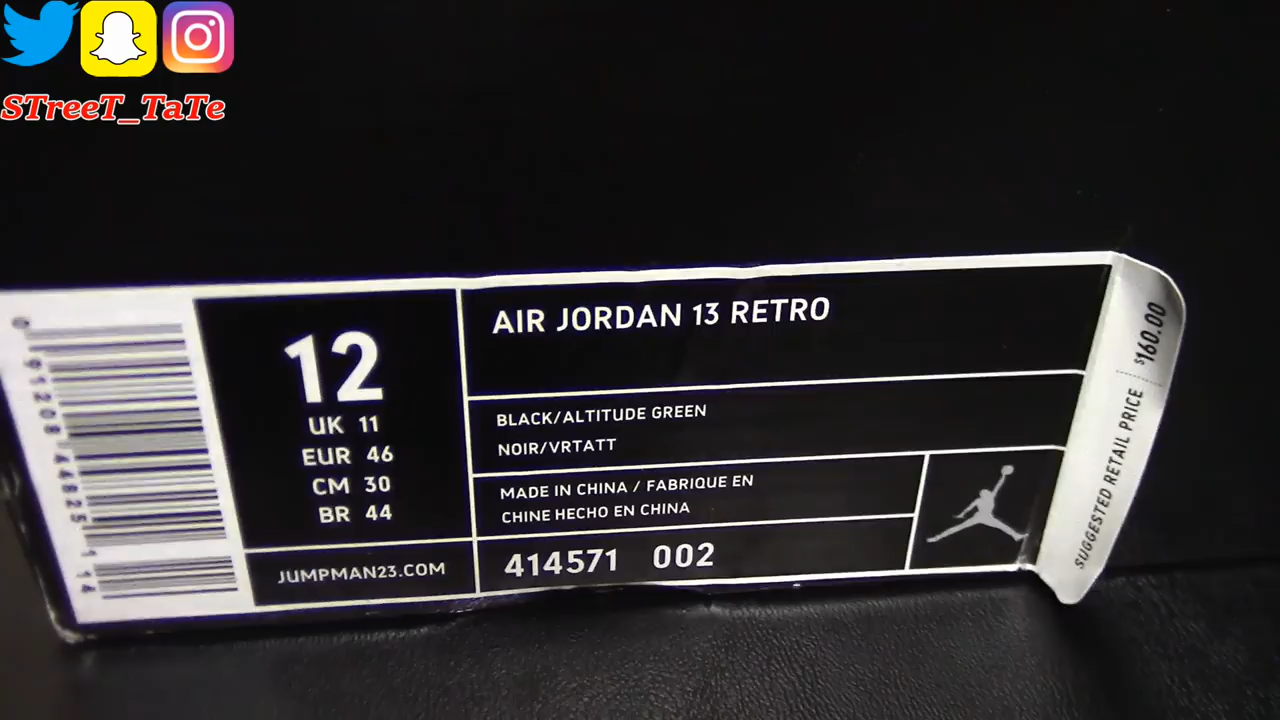 STreeT_TaTe
12
UK 11
EUR 46
CM 30
BR 44
JUMPMAN23.COM
AIR JORDAN 13 RETRO
BLACK/ALTITUDE GREEN
NOIR/VRTATT
MADE IN CHINA / FABRIQUE EN
CHINE HECHO EN CHINA
414571 002
SUGGESTED RETAIL PRICE $160.00